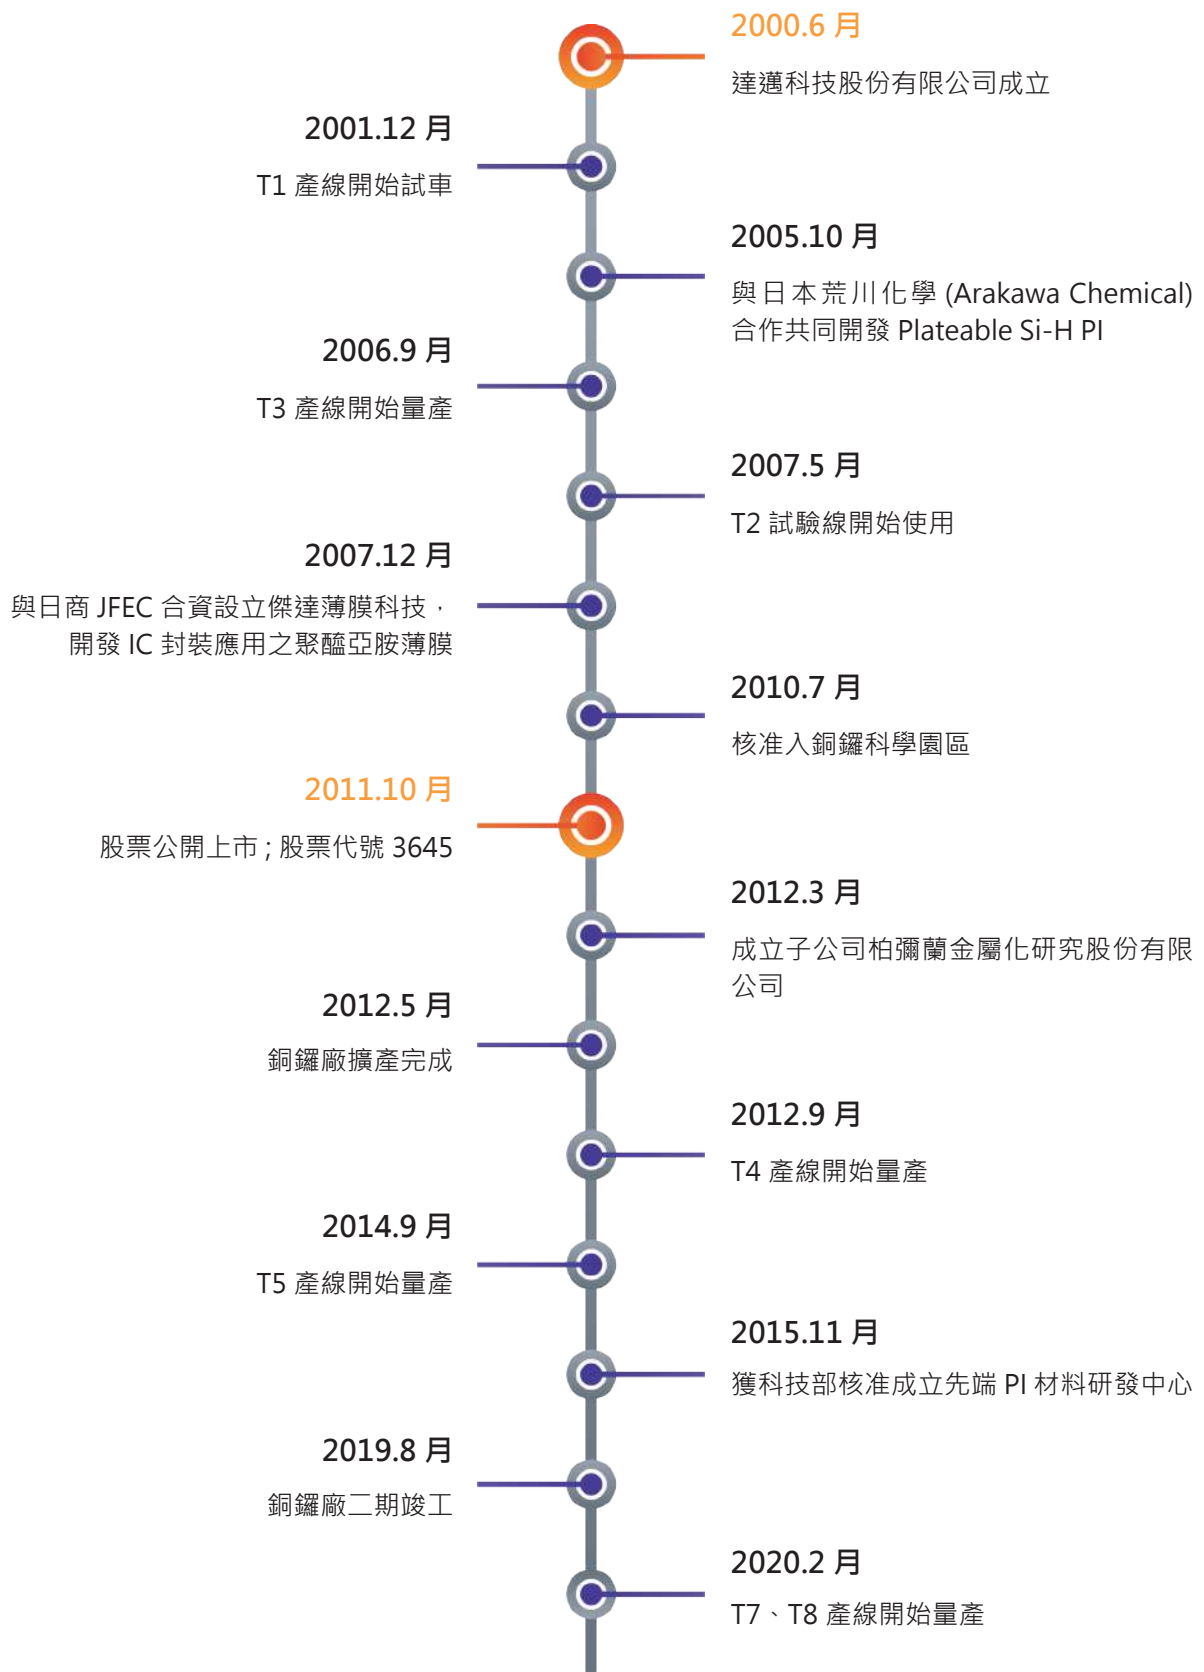 2000.6 月
達邁科技股份有限公司成立
2001.12 月
T1 產線開始試車
2005.10 月
與日本荒川化學 (Arakawa Chemical)
合作共同開發 Plateable Si-H PI
2006.9 月
T3 產線開始量產
2007.5 月
T2 試驗線開始使用
2007.12 月
與日商 JFEC 合資設立傑達薄膜科技，
開發 IC 封裝應用之聚醯亞胺薄膜
2010.7 月
核准入銅鑼科學園區
2011.10 月
股票公開上市 ; 股票代號 3645
2012.3 月
成立子公司柏彌蘭金屬化研究股份有限
公司
2012.5 月
銅鑼廠擴產完成
2012.9 月
T4 產線開始量產
2014.9 月
T5 產線開始量產
2015.11 月
獲科技部核准成立先端 PI 材料研發中心
2019.8 月
銅鑼廠二期竣工
2020.2 月
T7、T8 產線開始量產